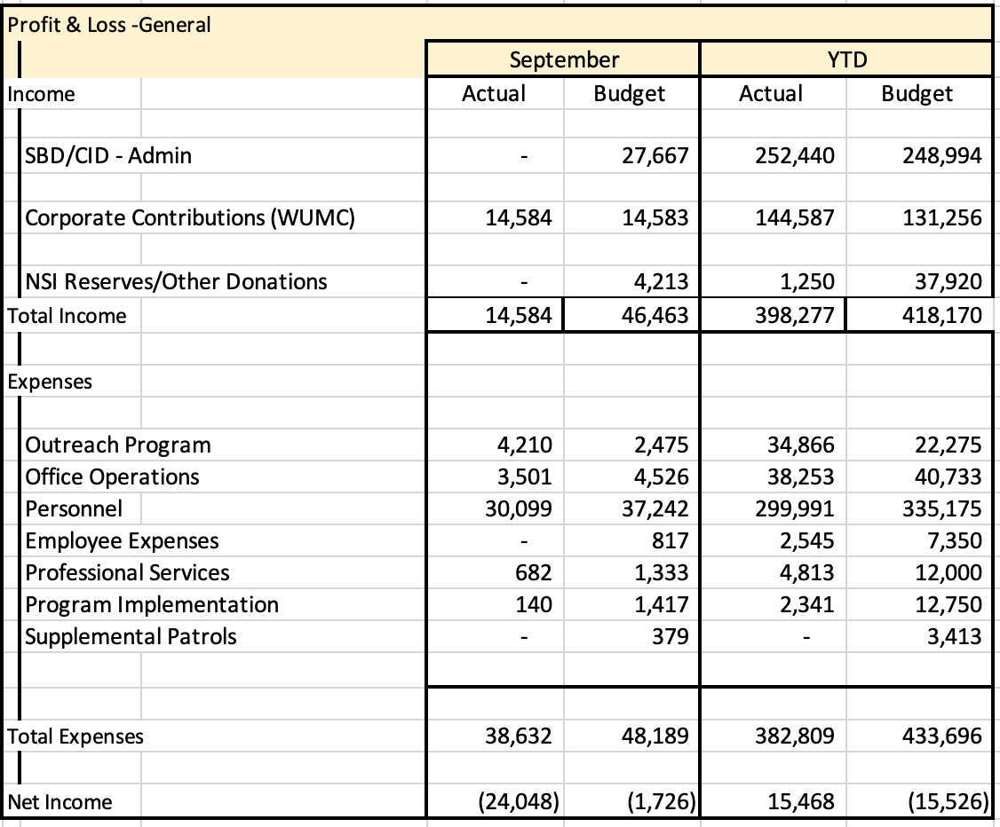 Profit & Loss -General
September YTD
Income Actual Budget Actual Budget
SBD/CID - Admin - 27,667 252,440 248,994
Corporate Contributions (WUMC) 14,584 14,583 144,587 131,256
NSI Reserves/Other Donations - 4,213 1,250 37,920
Total Income 14,584 46,463 398,277 418,170
Expenses
Outreach Program 4,210 2,475 34,866 22,275
Office Operations 3,501 4,526 38,253 40,733
Personnel 30,099 37,242 299,991 335,175
Employee Expenses - 817 2,545 7,350
Professional Services 682 1,333 4,813 12,000
Program Implementation 140 1,417 2,341 12,750
Supplemental Patrols - 379 - 3,413
Total Expenses 38,632 48,189 382,809 433,696
Net Income (24,048) (1,726) 15,468 (15,526)